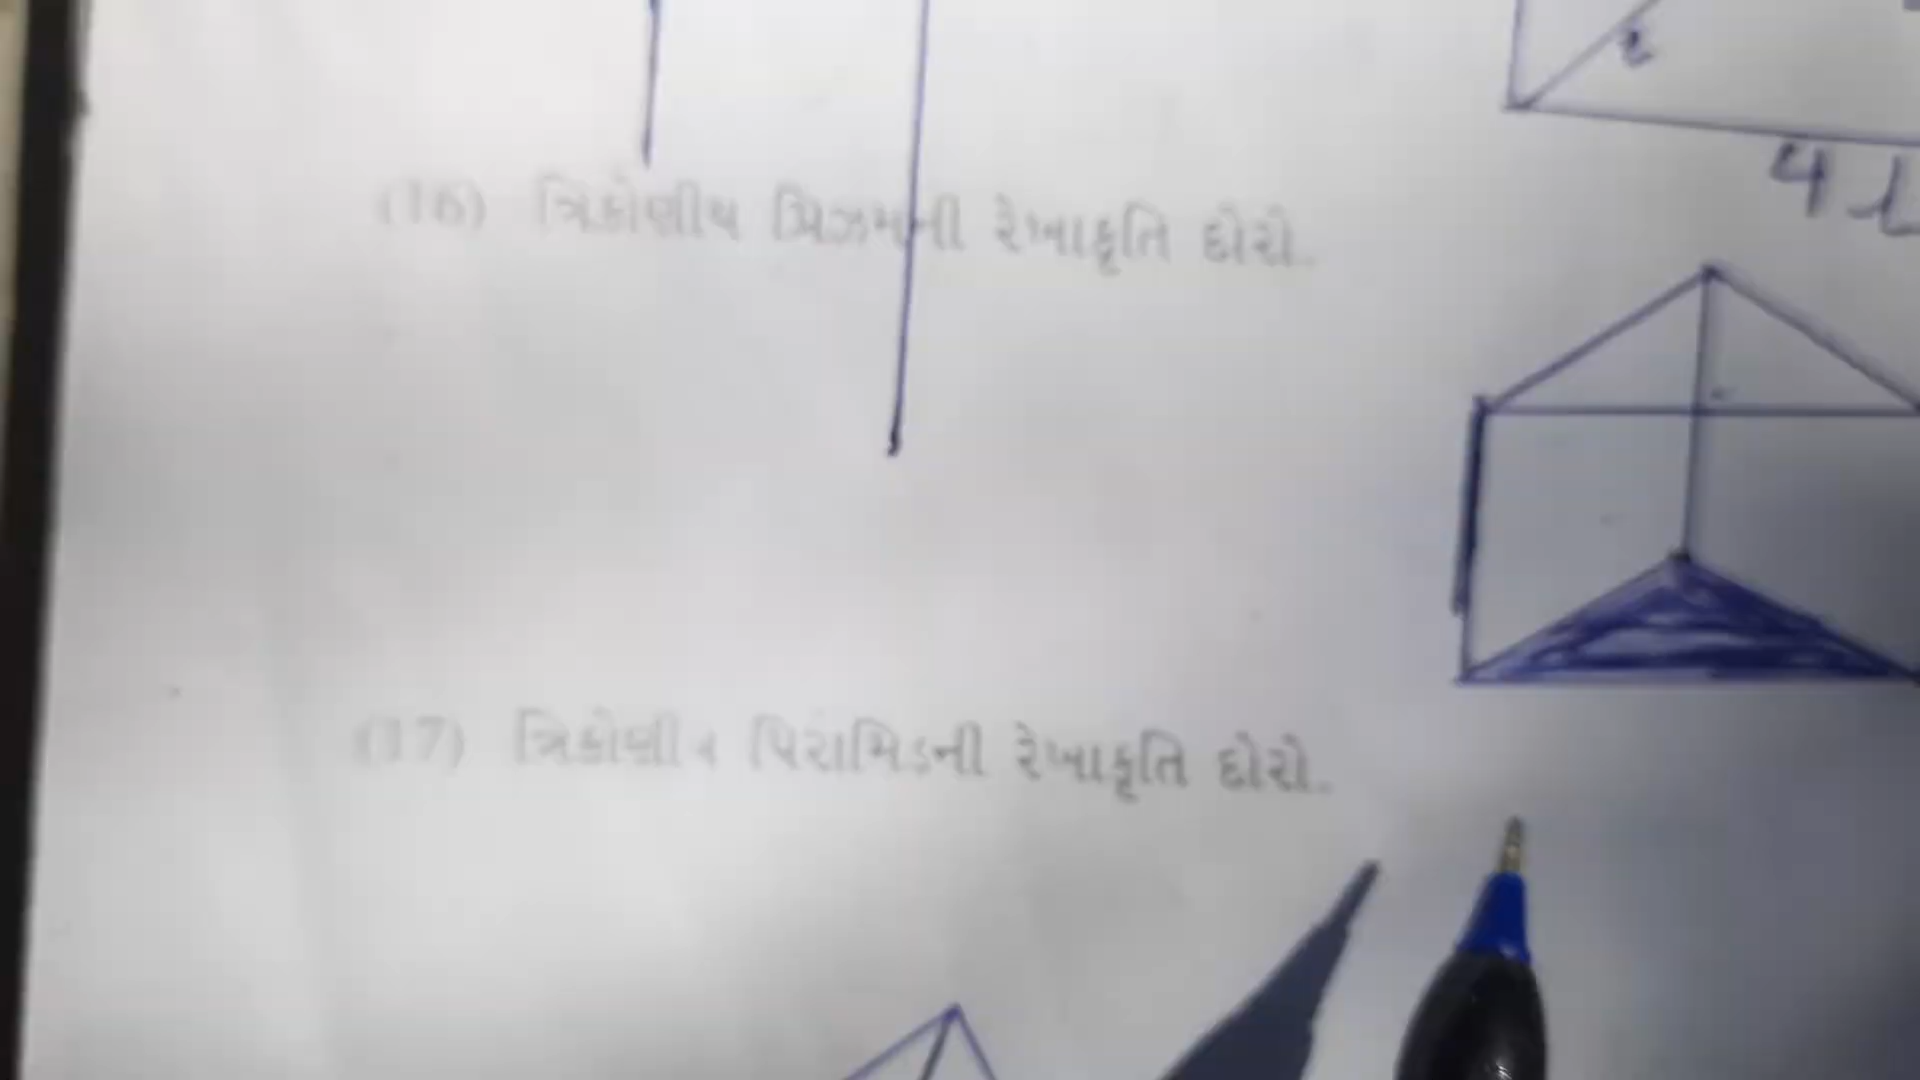 (16) ત્રિકોણીય પ્રિઝમની રેખાકૃતિ દોરો.
(17) ત્રિકોણીય પિરામિડની રેખાકૃતિ દોરો.